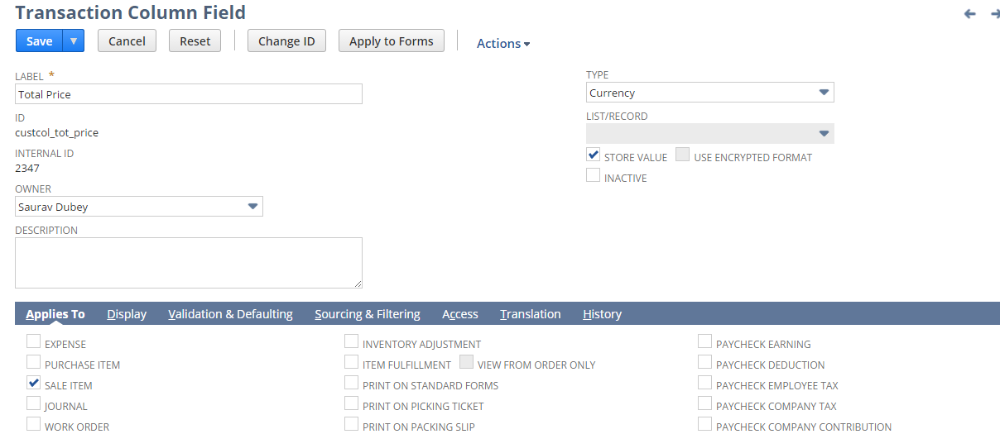 Transaction Column Field
Save Cancel Reset Change ID Apply to Forms Actions
LABEL *
Total Price
ID
custcol_tot_price
INTERNAL ID
2347
OWNER
Saurav Dubey
DESCRIPTION
TYPE
Currency
LIST/RECORD
STORE VALUE USE ENCRYPTED FORMAT
INACTIVE
Applies To Display Validation & Defaulting Sourcing & Filtering Access Translation History
EXPENSE
PURCHASE ITEM
SALE ITEM
JOURNAL
WORK ORDER
INVENTORY ADJUSTMENT
ITEM FULFILLMENT VIEW FROM ORDER ONLY
PRINT ON STANDARD FORMS
PRINT ON PICKING TICKET
PRINT ON PACKING SLIP
PAYCHECK EARNING
PAYCHECK DEDUCTION
PAYCHECK EMPLOYEE TAX
PAYCHECK COMPANY TAX
PAYCHECK COMPANY CONTRIBUTION